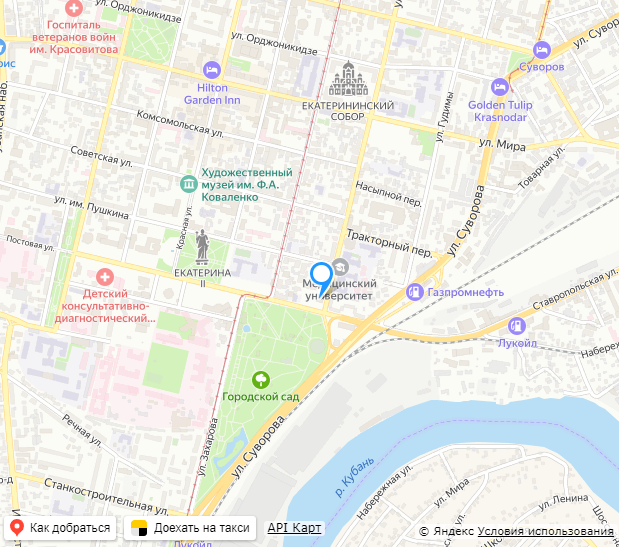 Госпиталь
ветеранов войн
им. Красовитова
ул. Орджоникидзе
ул. Орджоникидзе
ул. Суво
Суворов
Hilton
Garden Inn
ЕКАТЕРИНИНСКИЙ
СОБОР
Golden Tulip
Krasnodar
ул. Гудимы
Комсомольская ул.
ул. Мира
Советская ул.
Товарная ул.
Художественный
музей им. Ф.А.
Коваленко
Насыпной пер.
ул. им. Пушкина
ул. Суворова
Красная ул.
Постовая ул.
Тракторный пер.
ЕКАТЕРИНА
II
Медицинский
университет
Детский
консультативно-
диагностический...
Газпромнефть
Ставропольская ул.
Лукойл
Набереж
Городской сад
Речная ул.
ул. Захарова
ул. Суворова
р. Кубань
Набережная ул.
ул. Мира
ул. Ленина
Станкостроительная ул.
Шос
Как добраться
Доехать на такси
API Карт
© Яндекс Условия использования
Лукойл